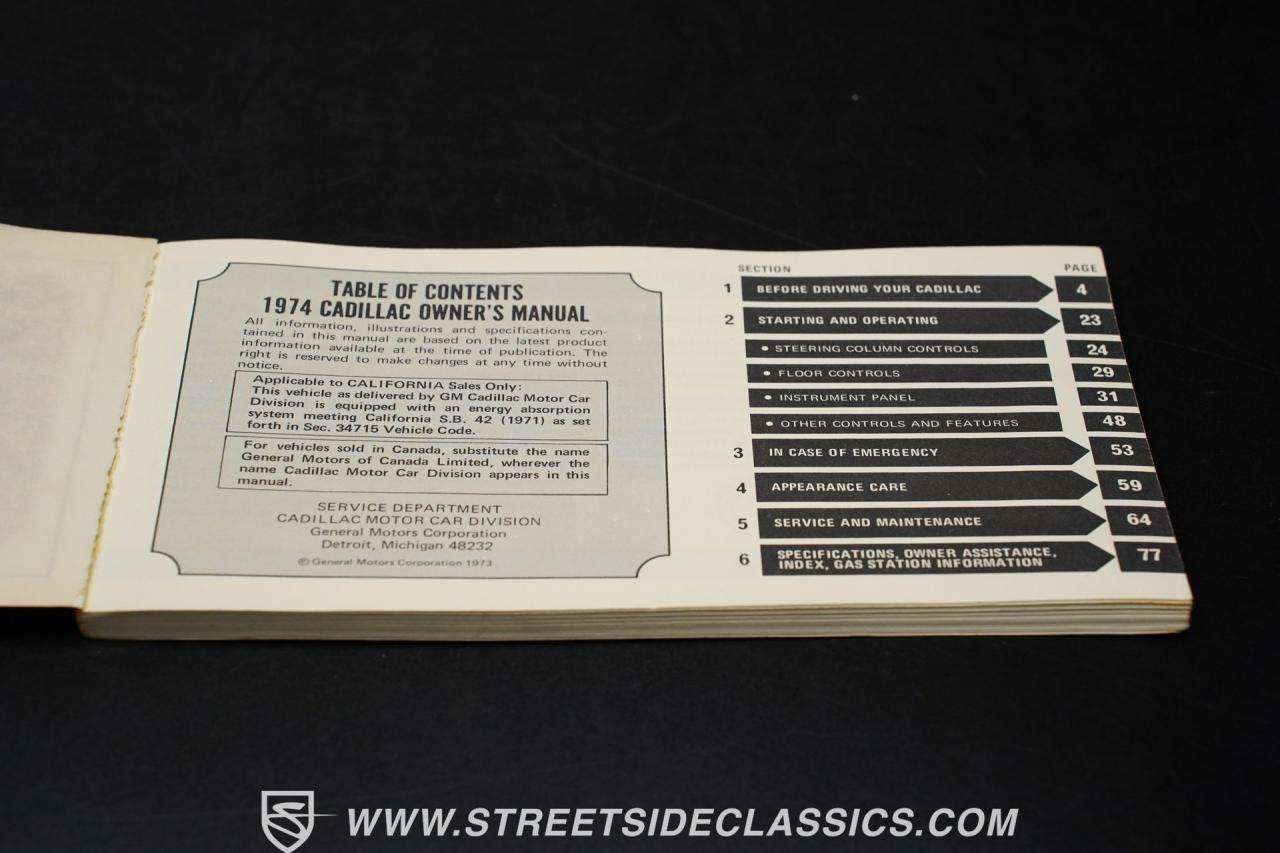 TABLE OF CONTENTS
1974 CADILLAC OWNER'S MANUAL
All information, illustrations and specifications con-
tained in this manual are based on the latest product
information available at the time of publication. The
right is reserved to make changes at any time without
notice.
Applicable to CALIFORNIA Sales Only:
This vehicle as delivered by GM Cadillac Motor Car
Division is equipped with an energy absorption
system meeting California S.B. 42 (1971) as set
forth in Sec. 34715 Vehicle Code.
For vehicles sold in Canada, substitute the name
General Motors of Canada Limited, wherever the
name Cadillac Motor Car Division appears in this
manual.
SERVICE DEPARTMENT
CADILLAC MOTOR CAR DIVISION
General Motors Corporation
Detroit, Michigan 48232
© General Motors Corporation 1973
SECTION PAGE
1 BEFORE DRIVING YOUR CADILLAC 4
2 STARTING AND OPERATING 23
• STEERING COLUMN CONTROLS 24
• FLOOR CONTROLS 29
• INSTRUMENT PANEL 31
• OTHER CONTROLS AND FEATURES 48
3 IN CASE OF EMERGENCY 53
4 APPEARANCE CARE 59
5 SERVICE AND MAINTENANCE 64
6 SPECIFICATIONS, OWNER ASSISTANCE,
INDEX, GAS STATION INFORMATION 77
WWW.STREETSIDECLASSICS.COM